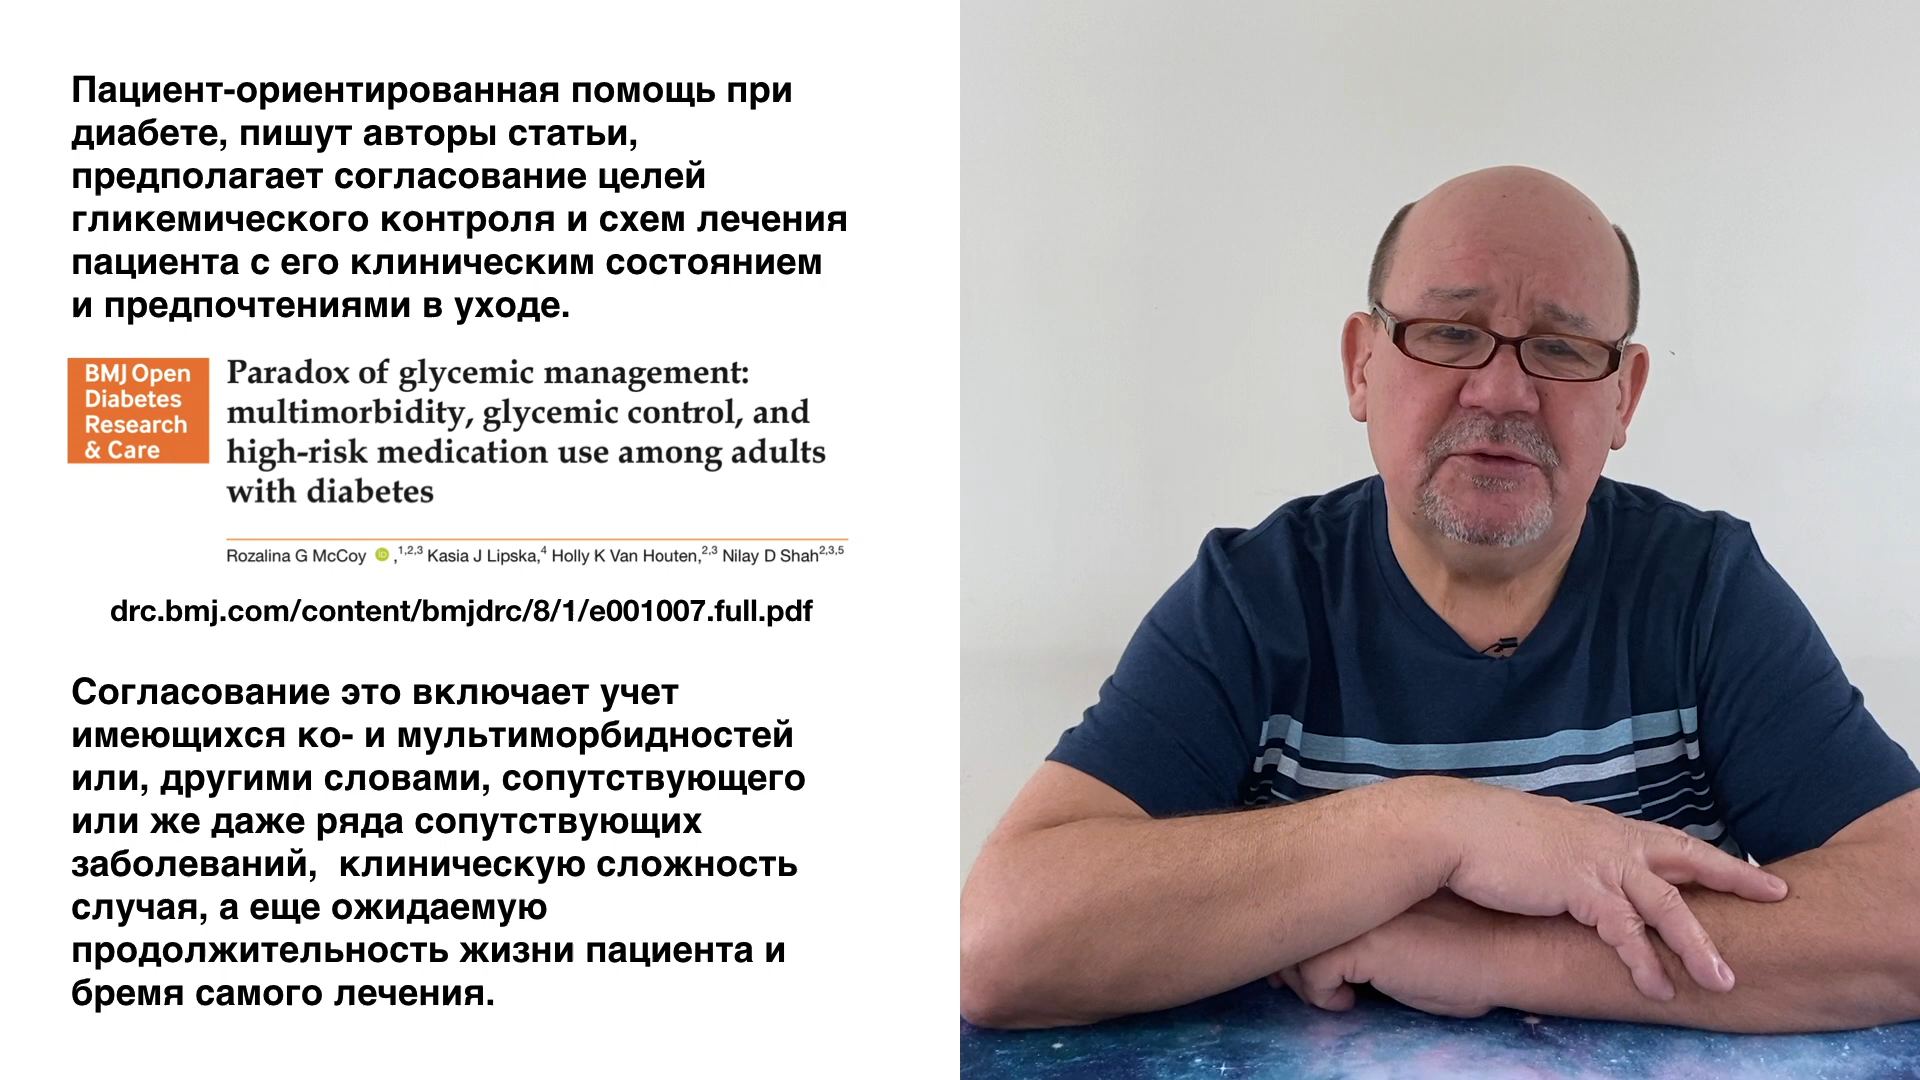 Пациент-ориентированная помощь при
диабете, пишут авторы статьи,
предполагает согласование целей
гликемического контроля и схем лечения
пациента с его клиническим состоянием
и предпочтениями в уходе.
BMJ Open
Diabetes
Research
& Care
Paradox of glycemic management:
multimorbidity, glycemic control, and
high-risk medication use among adults
with diabetes
Rozalina G McCoy iD ,1,2,3 Kasia J Lipska,4 Holly K Van Houten,2,3 Nilay D Shah2,3,5
drc.bmj.com/content/bmjdrc/8/1/e001007.full.pdf
Согласование это включает учет
имеющихся ко- и мультиморбидностей
или, другими словами, сопутствующего
или же даже ряда сопутствующих
заболеваний,  клиническую сложность
случая, а еще ожидаемую
продолжительность жизни пациента и
бремя самого лечения.